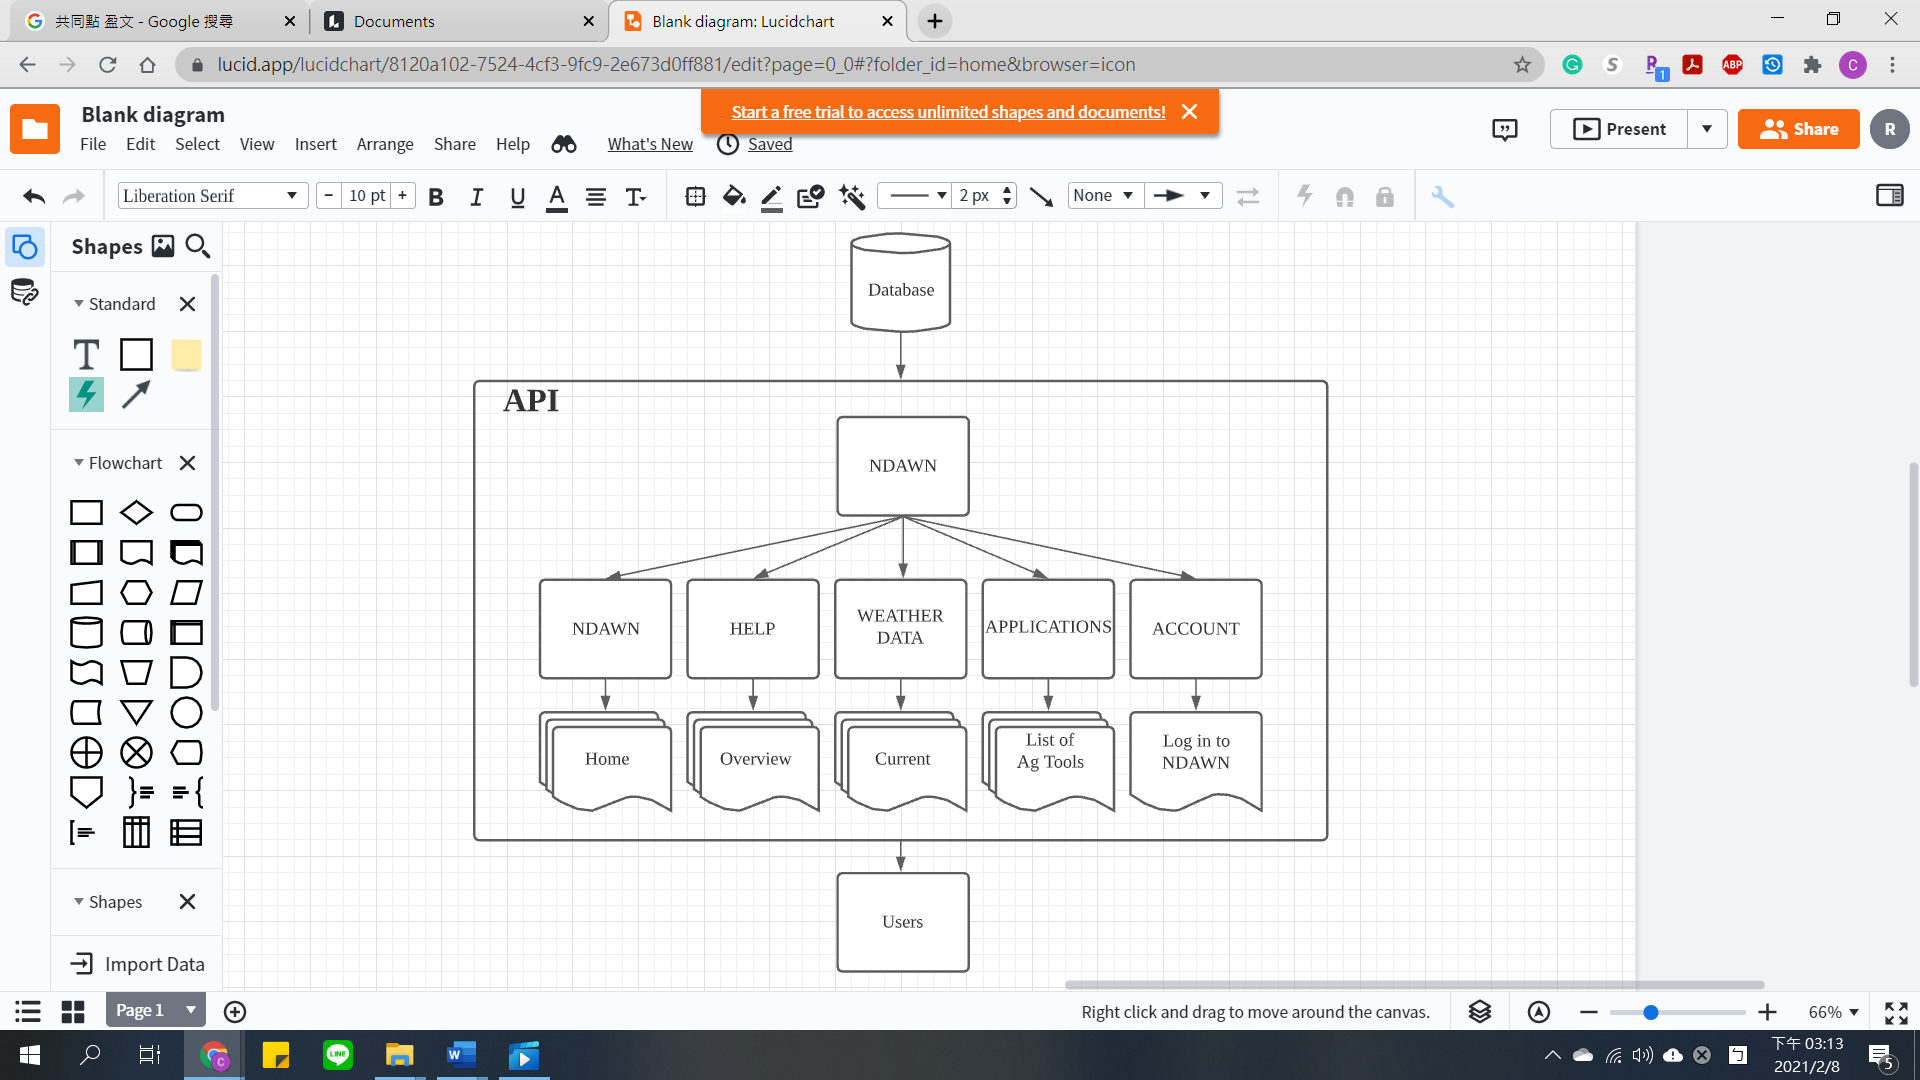 共同點 盈文 - Google 搜尋
Documents
Blank diagram: Lucidchart
lucid.app/lucidchart/8120a102-7524-4cf3-9fc9-2e673d0ff881/edit?page=0_0#?folder_id=home&browser=icon
ABP
1
C
Blank diagram
Start a free trial to access unlimited shapes and documents!
File Edit Select View Insert Arrange Share Help What's New Saved
Present
Share
R
Liberation Serif
10 pt
2 px
None
Shapes
Standard
Flowchart
Shapes
Import Data
Database
API
NDAWN
NDAWN
HELP
WEATHER
DATA
APPLICATIONS
ACCOUNT
Home
Overview
Current
List of
Ag Tools
Log in to
NDAWN
Users
Page 1
Right click and drag to move around the canvas.
66%
C
LINE
下午 03:13
2021/2/8
5